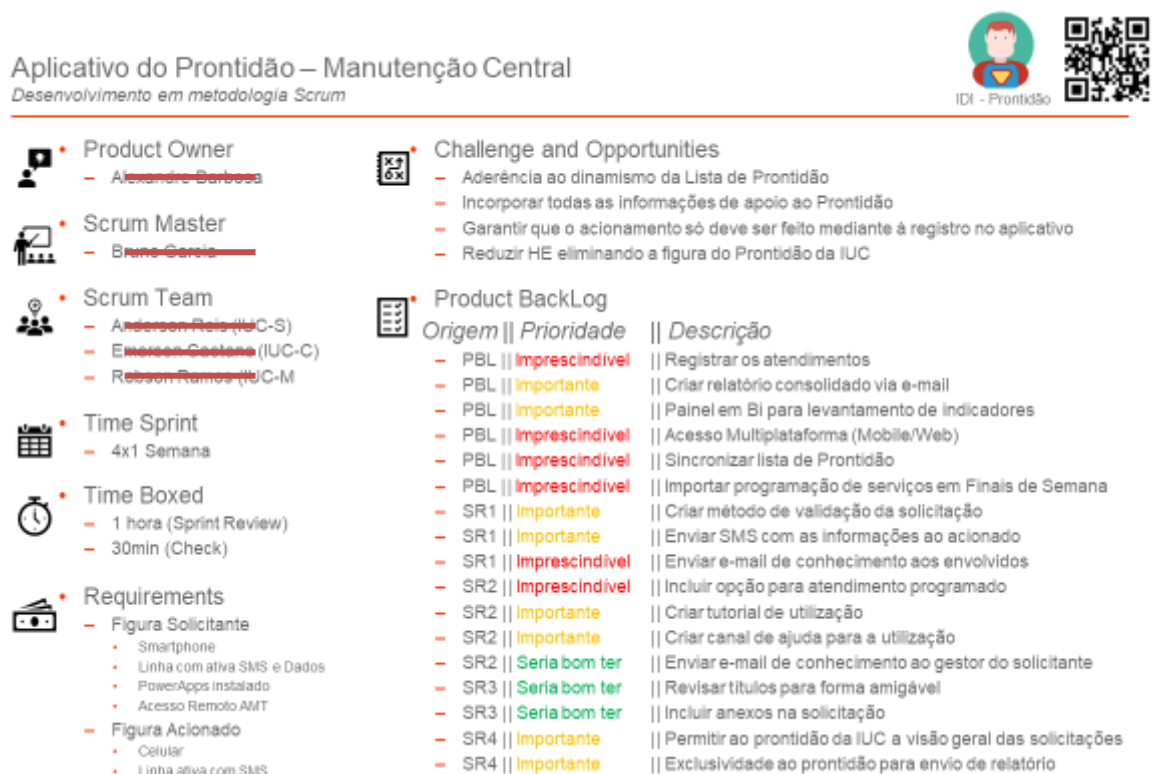 Aplicativo do Prontidão – Manutenção Central
Desenvolvimento em metodologia Scrum
IDI - Prontidão
Product Owner
Scrum Master
Scrum Team
(IUC-S)
(IUC-C)
(IUC-M
Time Sprint
– 4x1 Semana
Time Boxed
– 1 hora (Sprint Review)
– 30min (Check)
Requirements
– Figura Solicitante
• Smartphone
• Linha com ativa SMS e Dados
• PowerApps instalado
• Acesso Remoto AMT
– Figura Acionado
• Celular
• Linha ativa com SMS
Challenge and Opportunities
– Aderência ao dinamismo da Lista de Prontidão
– Incorporar todas as informações de apoio ao Prontidão
– Garantir que o acionamento só deve ser feito mediante à registro no aplicativo
– Reduzir HE eliminando a figura do Prontidão da IUC
Product BackLog
Origem || Prioridade || Descrição
– PBL || Imprescindível || Registrar os atendimentos
– PBL || Importante || Criar relatório consolidado via e-mail
– PBL || Importante || Painel em Bi para levantamento de indicadores
– PBL || Imprescindível || Acesso Multiplataforma (Mobile/Web)
– PBL || Imprescindível || Sincronizar lista de Prontidão
– PBL || Imprescindível || Importar programação de serviços em Finais de Semana
– SR1 || Importante || Criar método de validação da solicitação
– SR1 || Importante || Enviar SMS com as informações ao acionado
– SR1 || Imprescindível || Enviar e-mail de conhecimento aos envolvidos
– SR2 || Imprescindível || Incluir opção para atendimento programado
– SR2 || Importante || Criar tutorial de utilização
– SR2 || Importante || Criar canal de ajuda para a utilização
– SR2 || Seria bom ter || Enviar e-mail de conhecimento ao gestor do solicitante
– SR3 || Seria bom ter || Revisar títulos para forma amigável
– SR3 || Seria bom ter || Incluir anexos na solicitação
– SR4 || Importante || Permitir ao prontidão da IUC a visão geral das solicitações
– SR4 || Importante || Exclusividade ao prontidão para envio de relatório